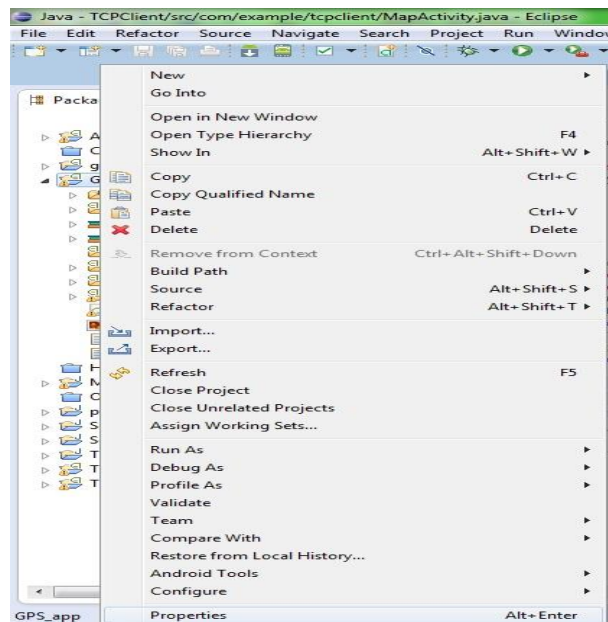 Java - TCPClient/src/com/example/tcpclient/MapActivity.java - Eclipse
File Edit Refactor Source Navigate Search Project Run Window
New
Go Into
Packa
Open in New Window
A Open Type Hierarchy F4
C Show In Alt+Shift+W
g
G Copy Ctrl+C
Copy Qualified Name
Paste Ctrl+V
Delete Delete
Remove from Context Ctrl+Alt+Shift+Down
Build Path
Source Alt+Shift+S
Refactor Alt+Shift+T
Import...
Export...
H Refresh F5
M Close Project
O
p Close Unrelated Projects
S Assign Working Sets...
S
T Run As
T Debug As
T Profile As
Validate
Team
Compare With
Restore from Local History...
Android Tools
Configure
GPS_app Properties Alt+Enter